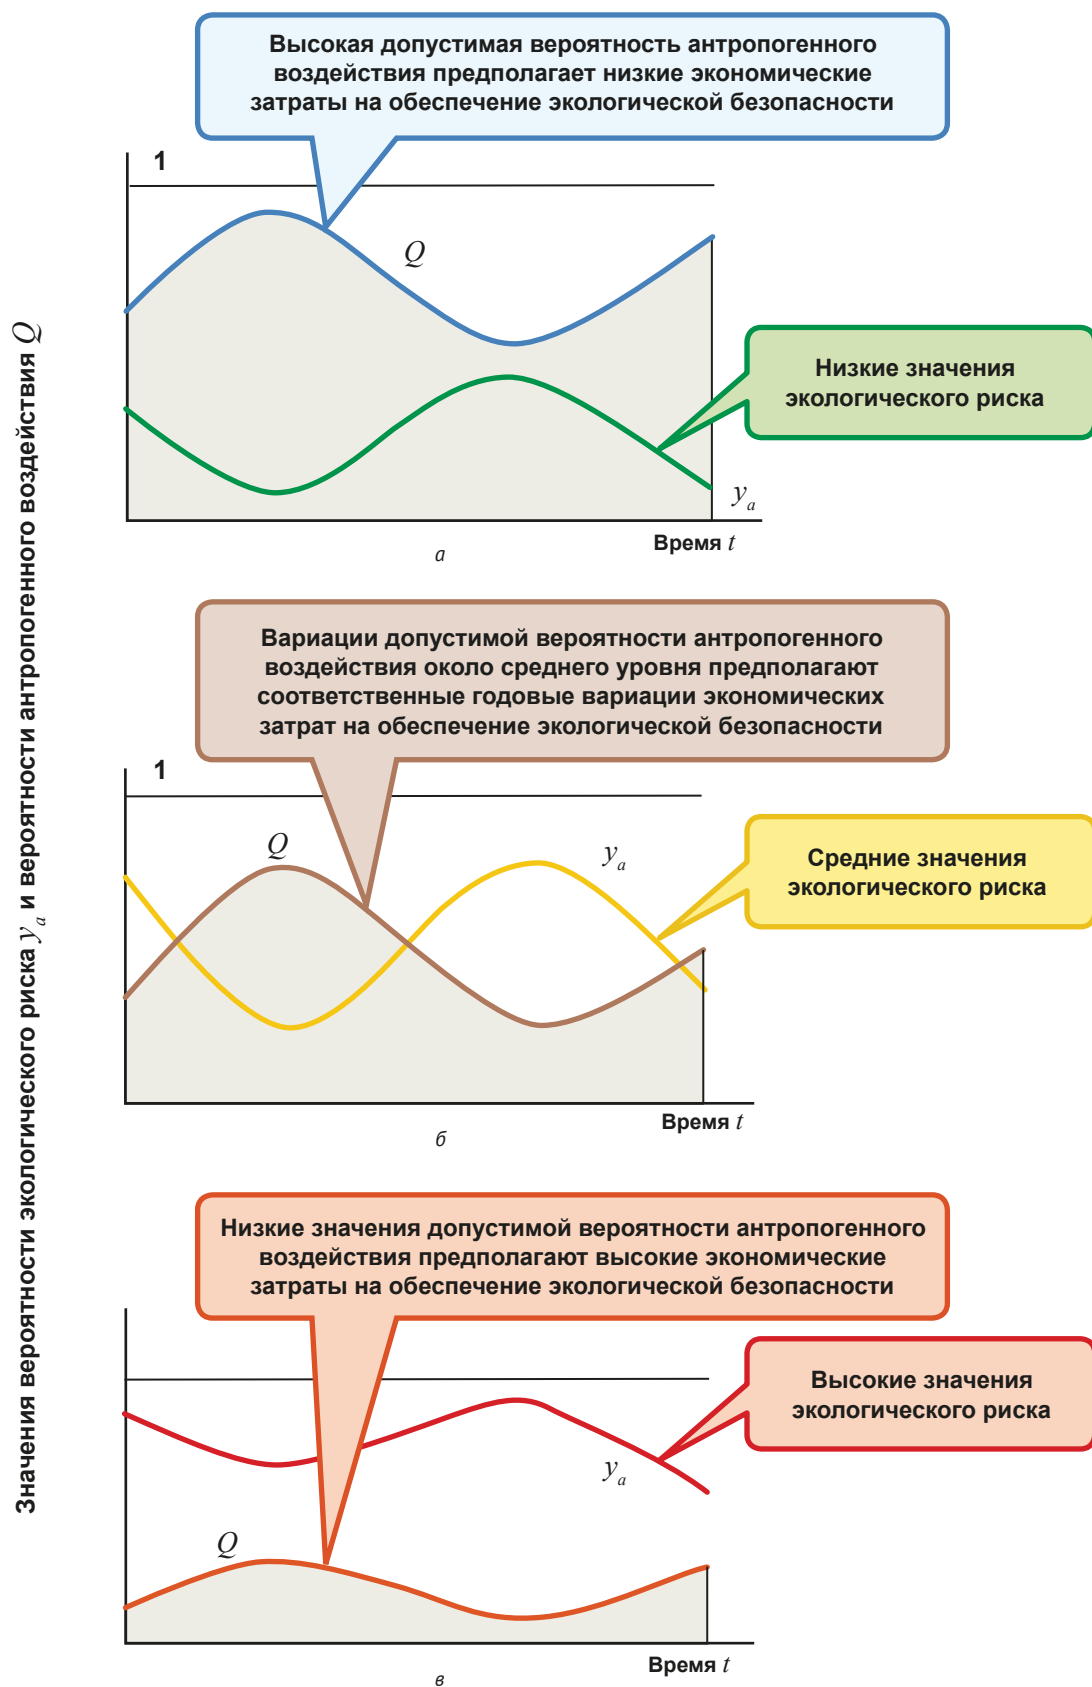 Значения вероятности экологического риска yₐ и вероятности антропогенного воздействия Q
Высокая допустимая вероятность антропогенного
воздействия предполагает низкие экономические
затраты на обеспечение экологической безопасности
1
Q
Низкие значения
экологического риска
yₐ
Время t
а
Вариации допустимой вероятности антропогенного
воздействия около среднего уровня предполагают
соответственные годовые вариации экономических
затрат на обеспечение экологической безопасности
1
Q
yₐ
Средние значения
экологического риска
Время t
б
Низкие значения допустимой вероятности антропогенного
воздействия предполагают высокие экономические
затраты на обеспечение экологической безопасности
Высокие значения
экологического риска
yₐ
Q
Время t
в